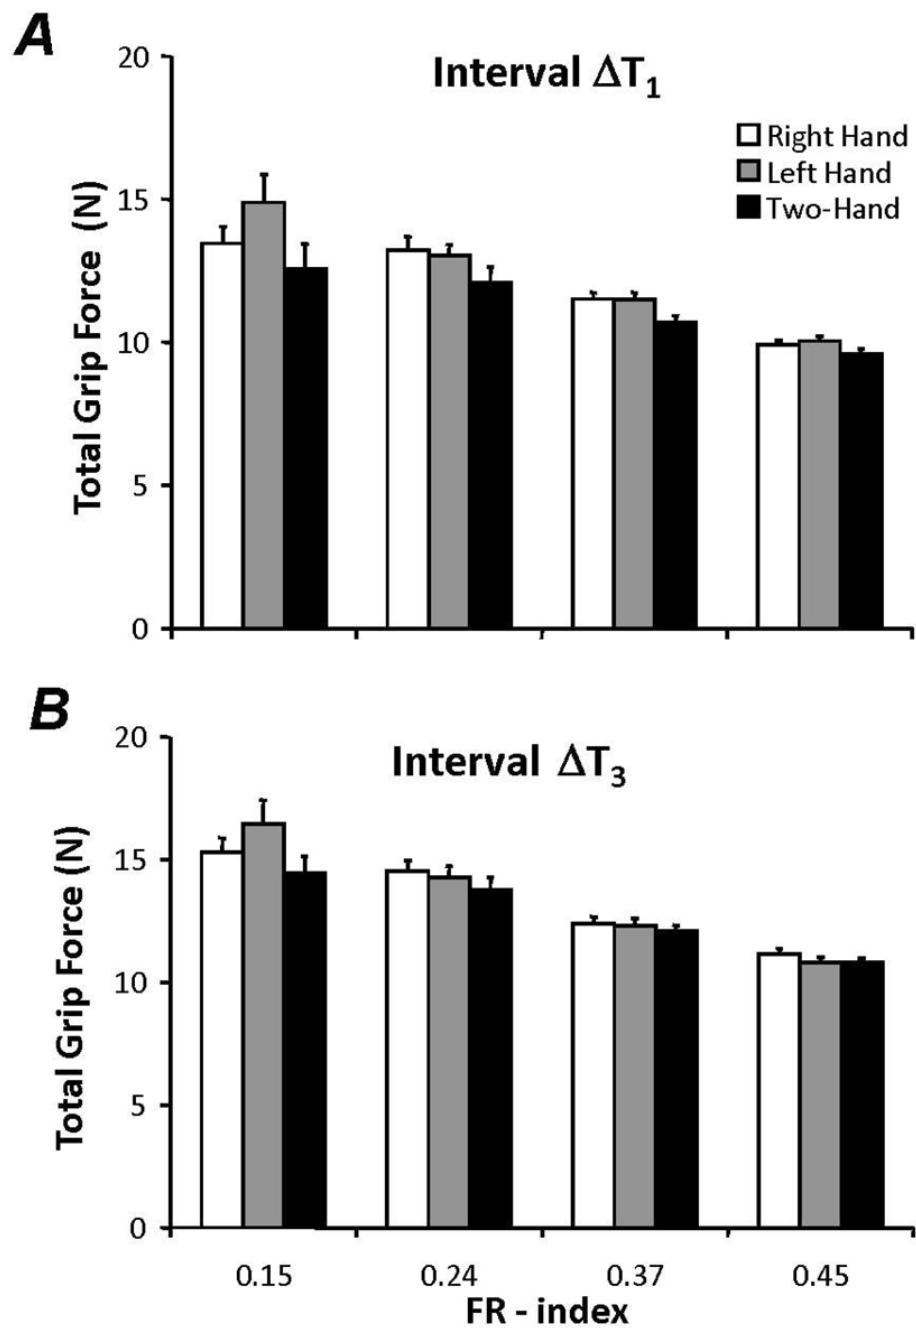 A
Interval ΔT₁
20
15
10
5
0
Total Grip Force (N)
Right Hand
Left Hand
Two-Hand
B
Interval ΔT₃
20
15
10
5
0
Total Grip Force (N)
0.15 0.24 0.37 0.45
FR - index